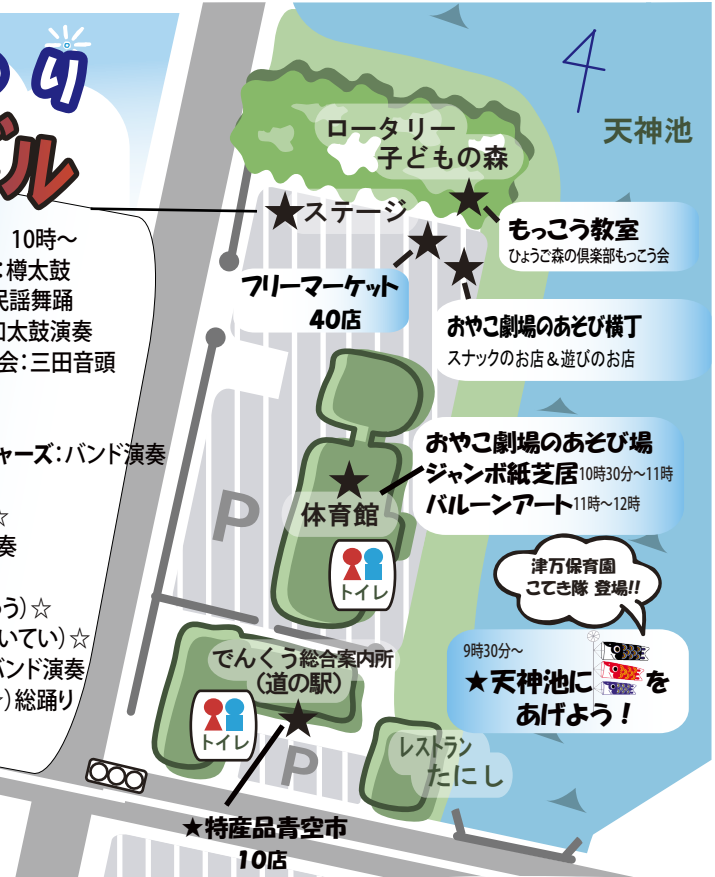 り
ル
10時～
:樽太鼓
民謡舞踊
和太鼓演奏
会:三田音頭
ャーズ:バンド演奏
☆
奏
う)☆
いてい)☆
バンド演奏
)総踊り
天神池
ロータリー
子どもの森
★ステージ
もっこう教室
ひょうご森の倶楽部もっこう会
フリーマーケット
40店
おやこ劇場のあそび横丁
スナックのお店＆遊びのお店
おやこ劇場のあそび場
ジャンボ紙芝居10時30分～11時
バルーンアート11時～12時
P
体育館
トイレ
津万保育園
こてき隊 登場!!
9時30分～
★天神池に を
あげよう！
でんくう総合案内所
（道の駅）
トイレ
P
レストラン
たにし
★特産品青空市
10店